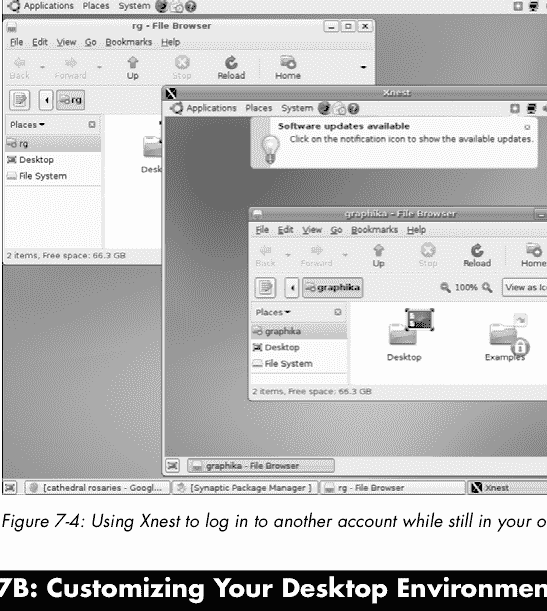 Applications Places System
rg - File Browser
File Edit View Go Bookmarks Help
Back Forward Up Stop Reload Home
rg
Places
rg
Desktop
File System
Desk
2 items, Free space: 66.3 GB
Xnest
Applications Places System
Software updates available
Click on the notification icon to show the available updates.
graphika - File Browser
File Edit View Go Bookmarks Help
Back Forward Up Stop Reload Home
graphika 100% View as Ico
Places
graphika
Desktop
File System
Desktop
Examples
2 items, Free space: 66.3 GB
graphika - File Browser
[cathedral rosaries - Googl... [Synaptic Package Manager ] rg - File Browser Xnest
Figure 7-4: Using Xnest to log in to another account while still in your o
7B: Customizing Your Desktop Environmen